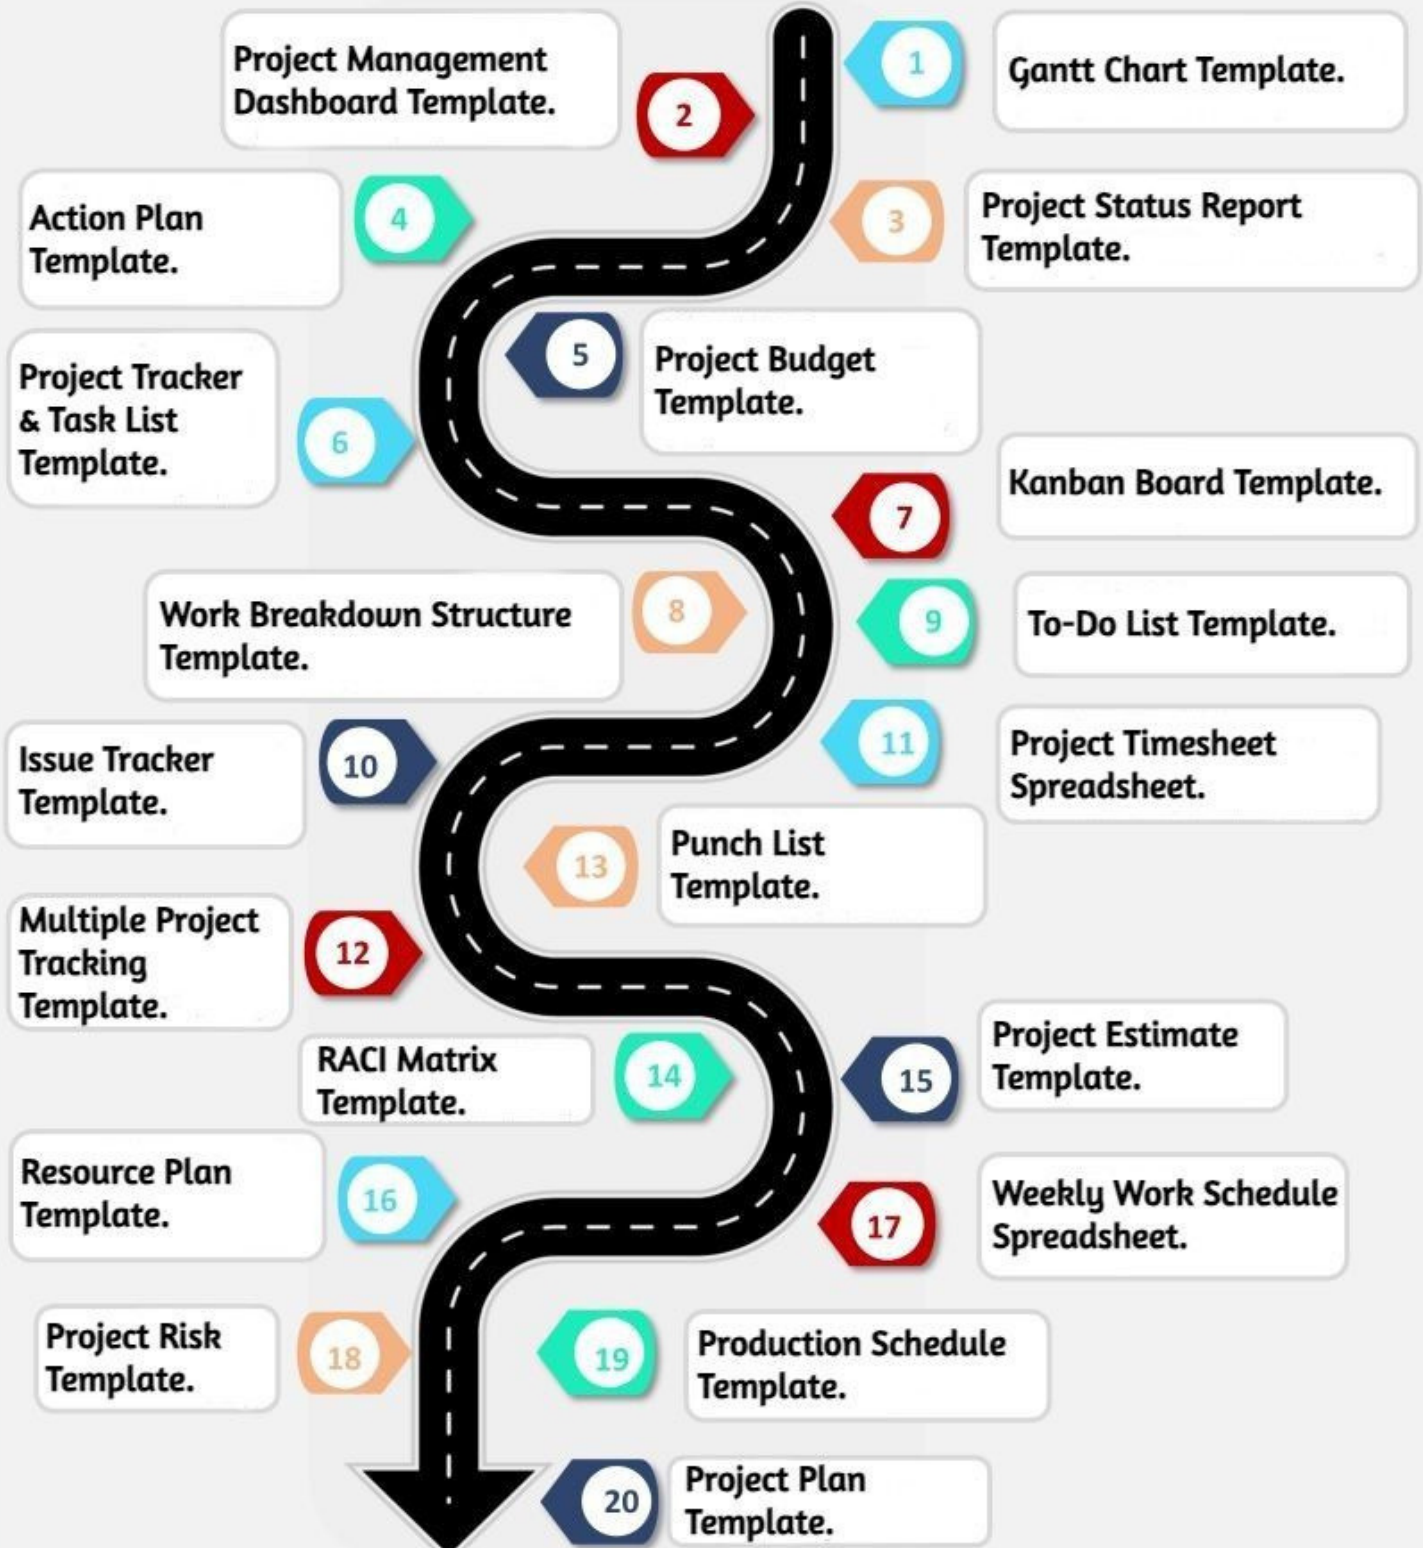 1
Gantt Chart Template.
2
Project Management
Dashboard Template.
3
Project Status Report
Template.
4
Action Plan
Template.
5
Project Budget
Template.
6
Project Tracker
& Task List
Template.
7
Kanban Board Template.
8
Work Breakdown Structure
Template.
9
To-Do List Template.
10
Issue Tracker
Template.
11
Project Timesheet
Spreadsheet.
12
Multiple Project
Tracking
Template.
13
Punch List
Template.
14
RACI Matrix
Template.
15
Project Estimate
Template.
16
Resource Plan
Template.
17
Weekly Work Schedule
Spreadsheet.
18
Project Risk
Template.
19
Production Schedule
Template.
20
Project Plan
Template.